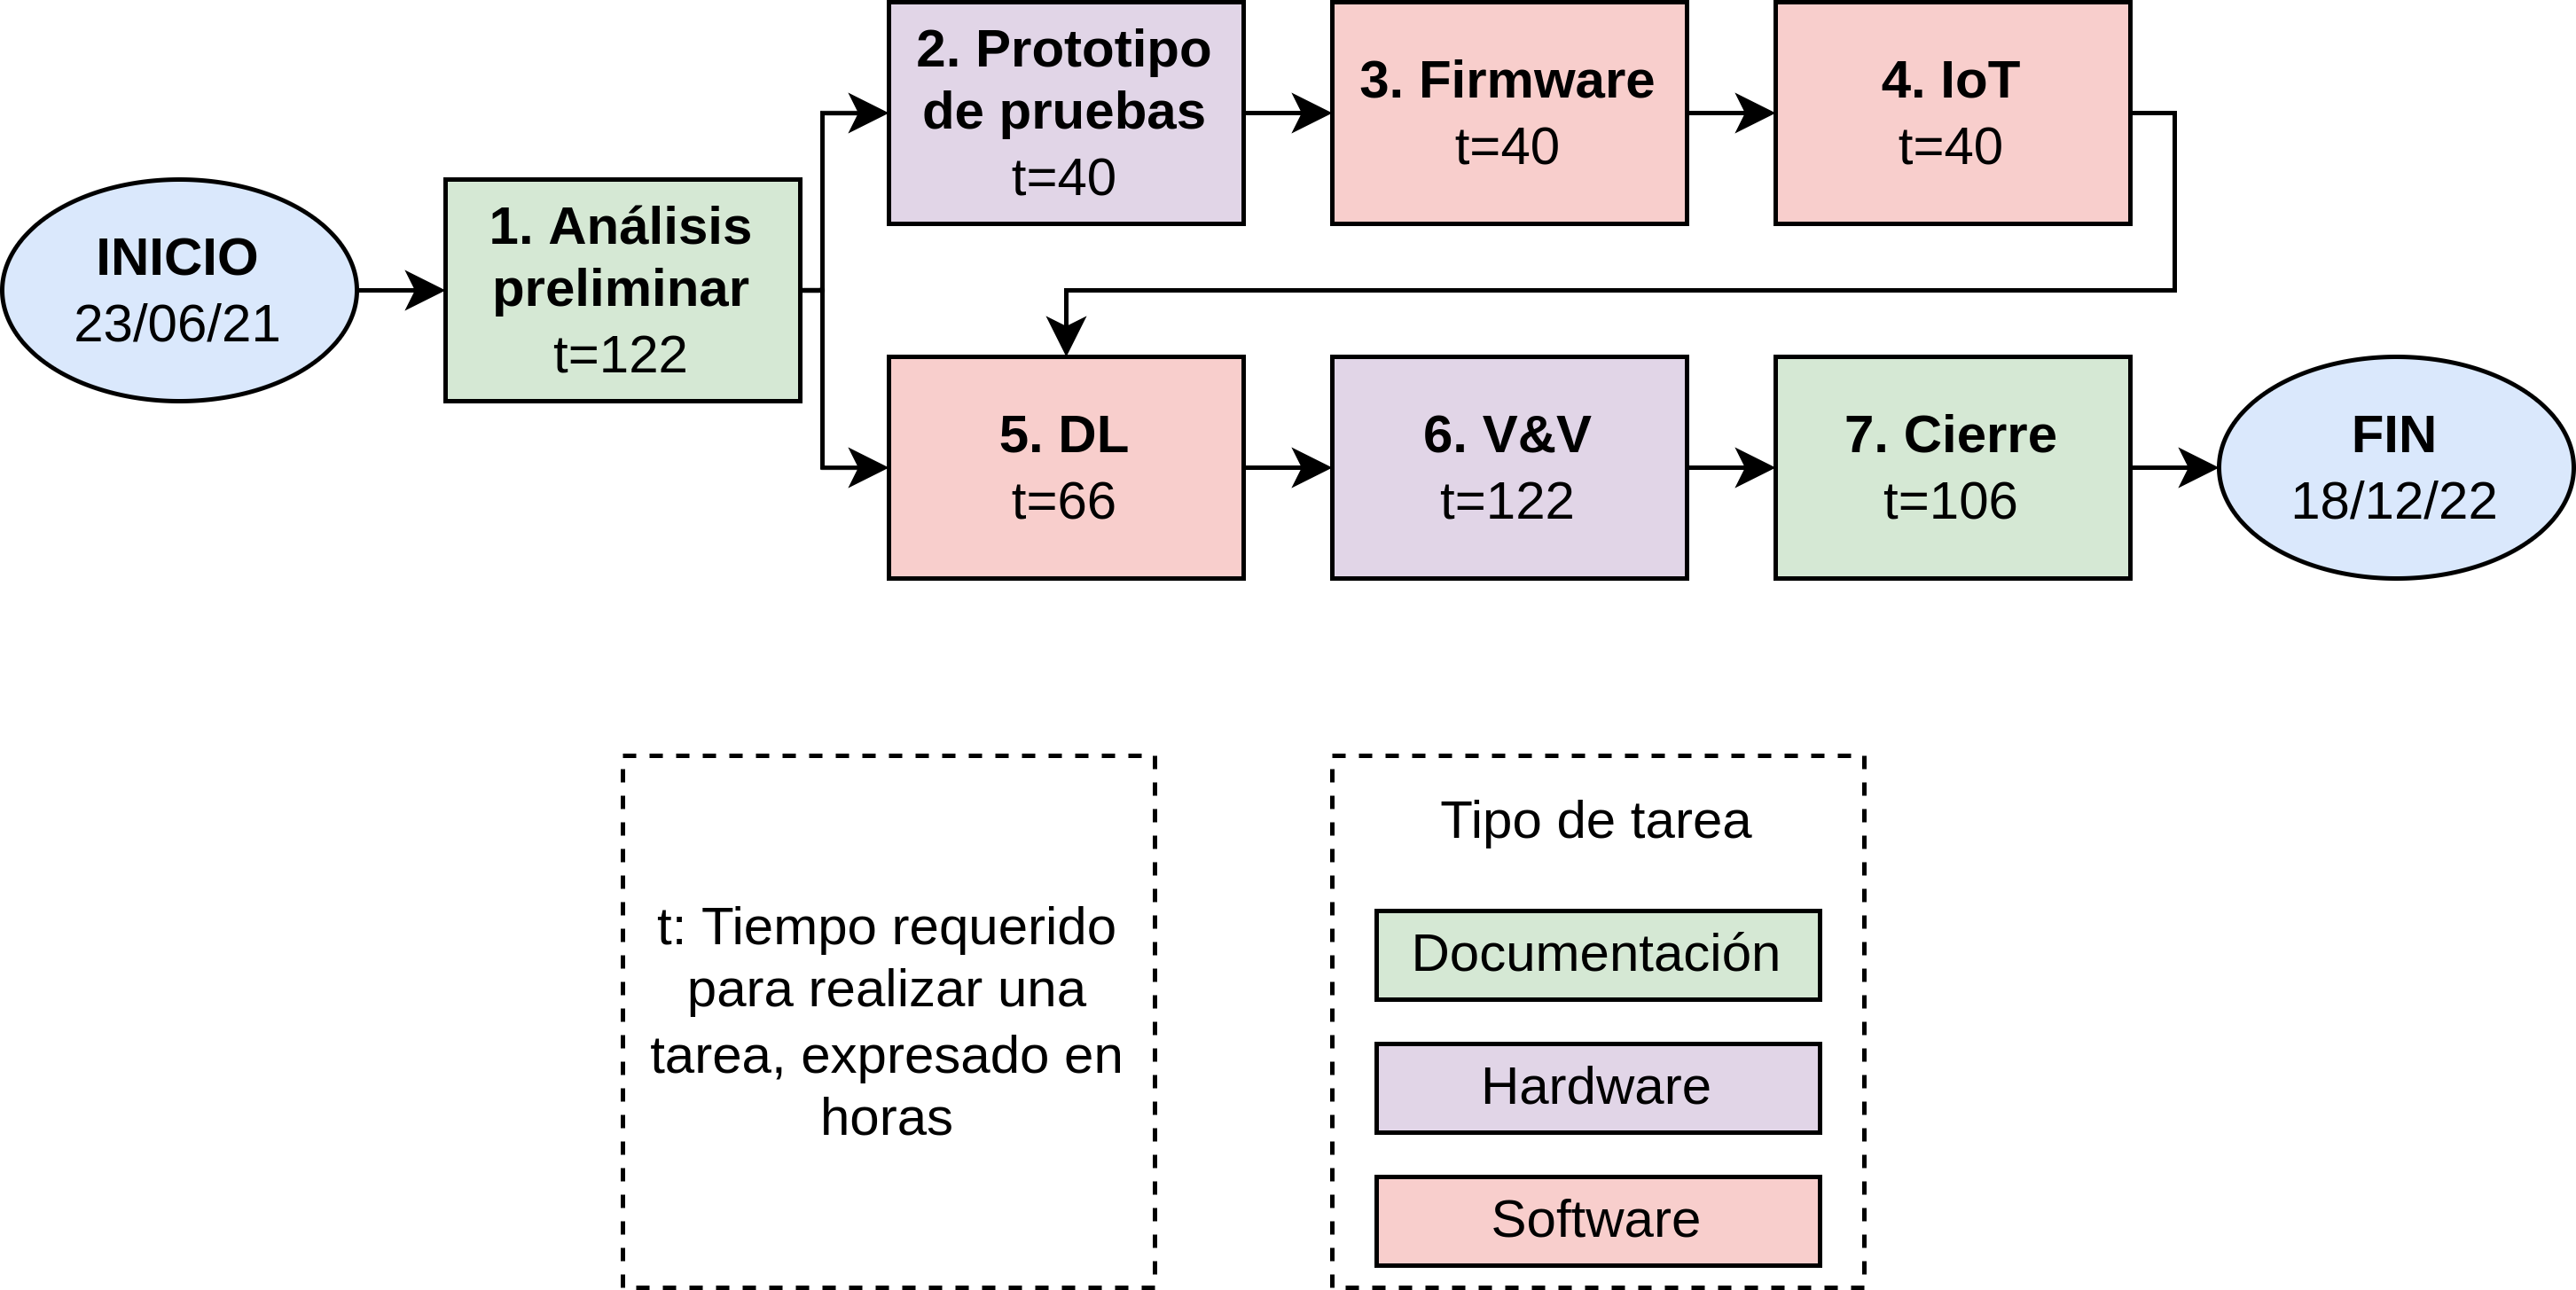 INICIO
23/06/21
1. Análisis
preliminar
t=122
2. Prototipo
de pruebas
t=40
3. Firmware
t=40
4. IoT
t=40
5. DL
t=66
6. V&V
t=122
7. Cierre
t=106
FIN
18/12/22
t: Tiempo requerido
para realizar una
tarea, expresado en
horas
Tipo de tarea
Documentación
Hardware
Software